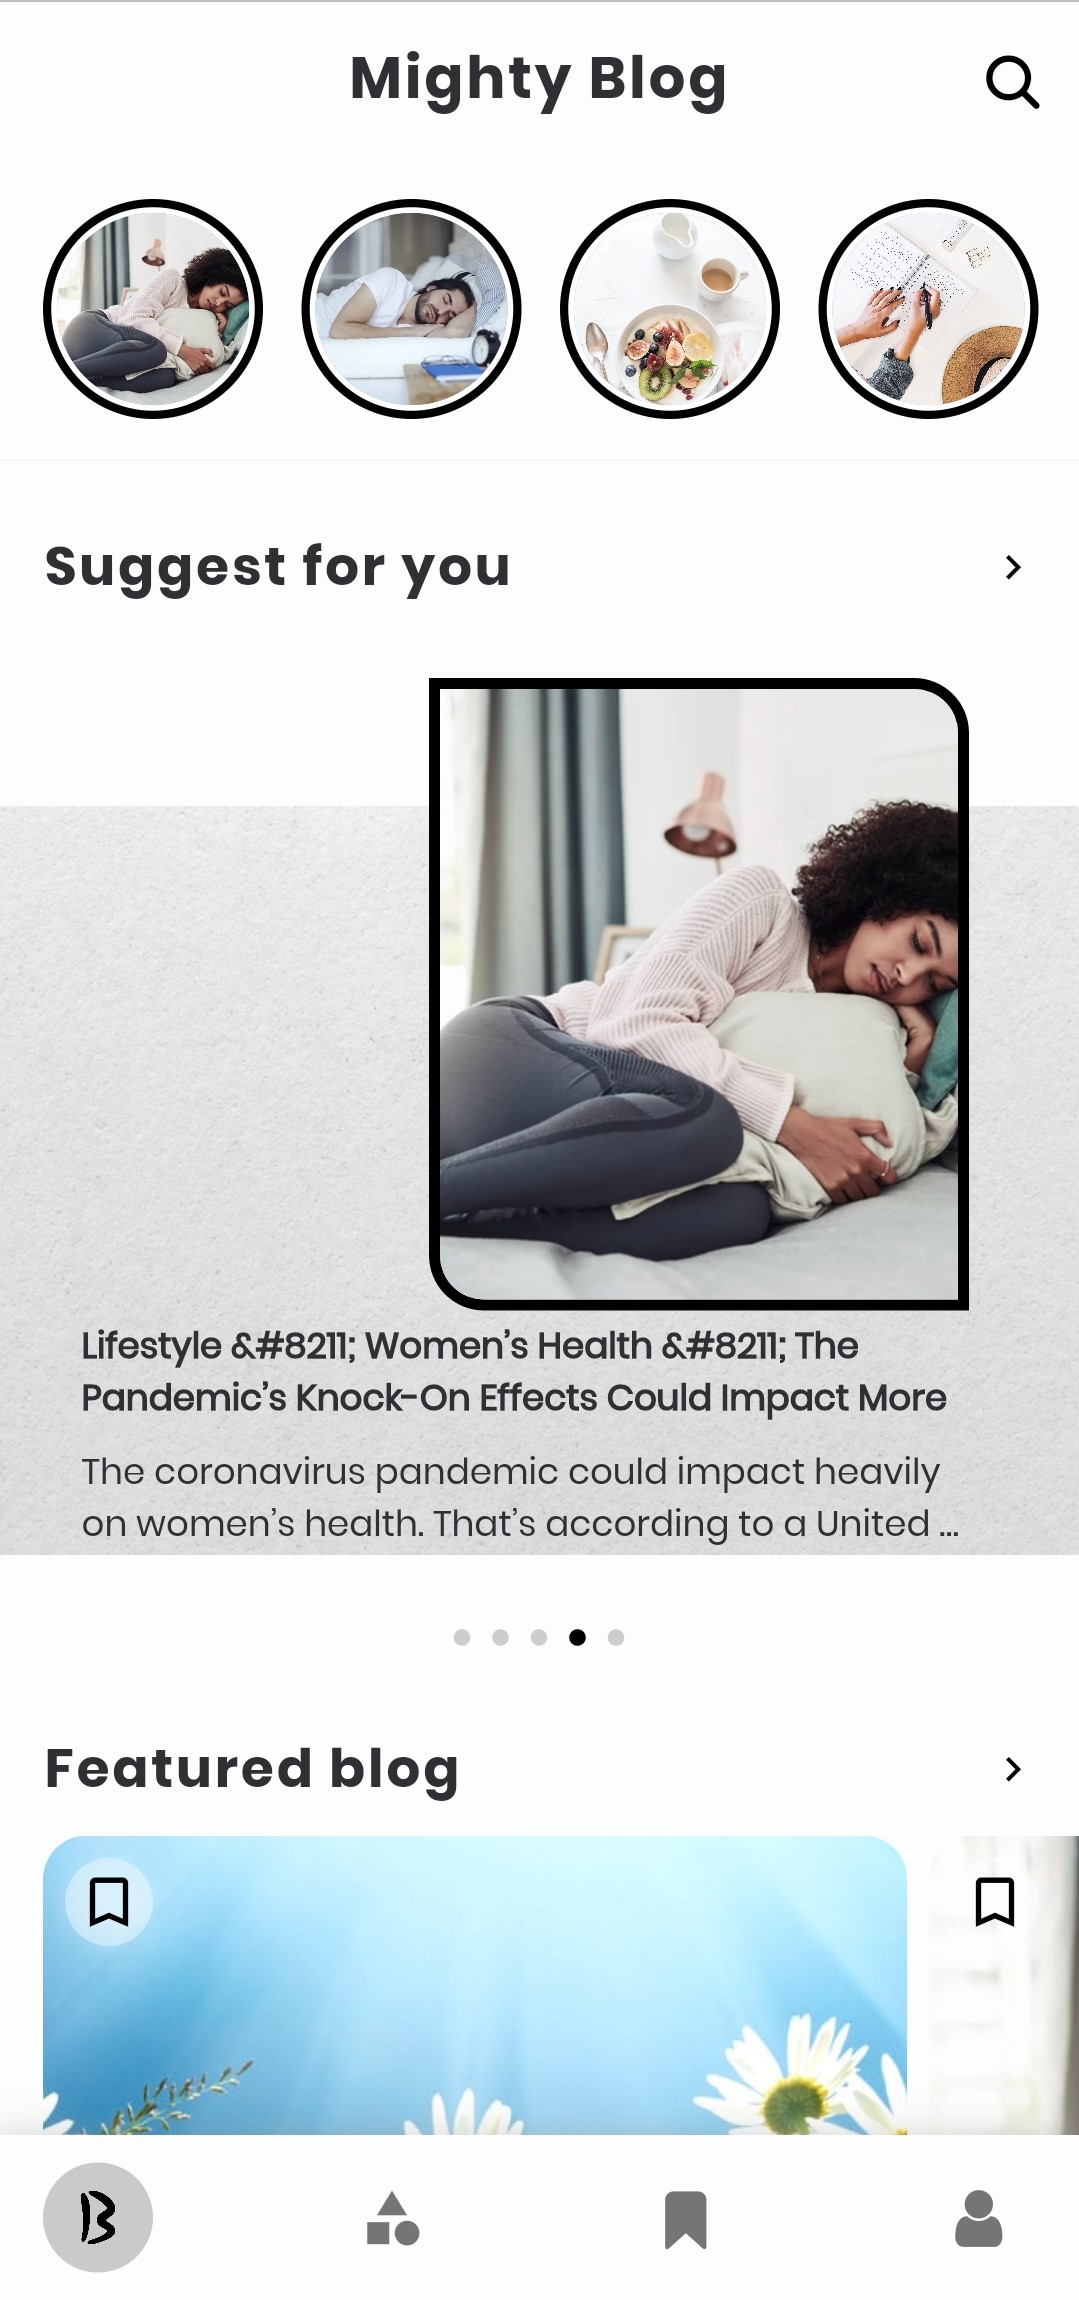 Mighty Blog
Suggest for you
Lifestyle &#8211; Women’s Health &#8211; The
Pandemic’s Knock-On Effects Could Impact More
The coronavirus pandemic could impact heavily
on women’s health. That’s according to a United ...
Featured blog
B